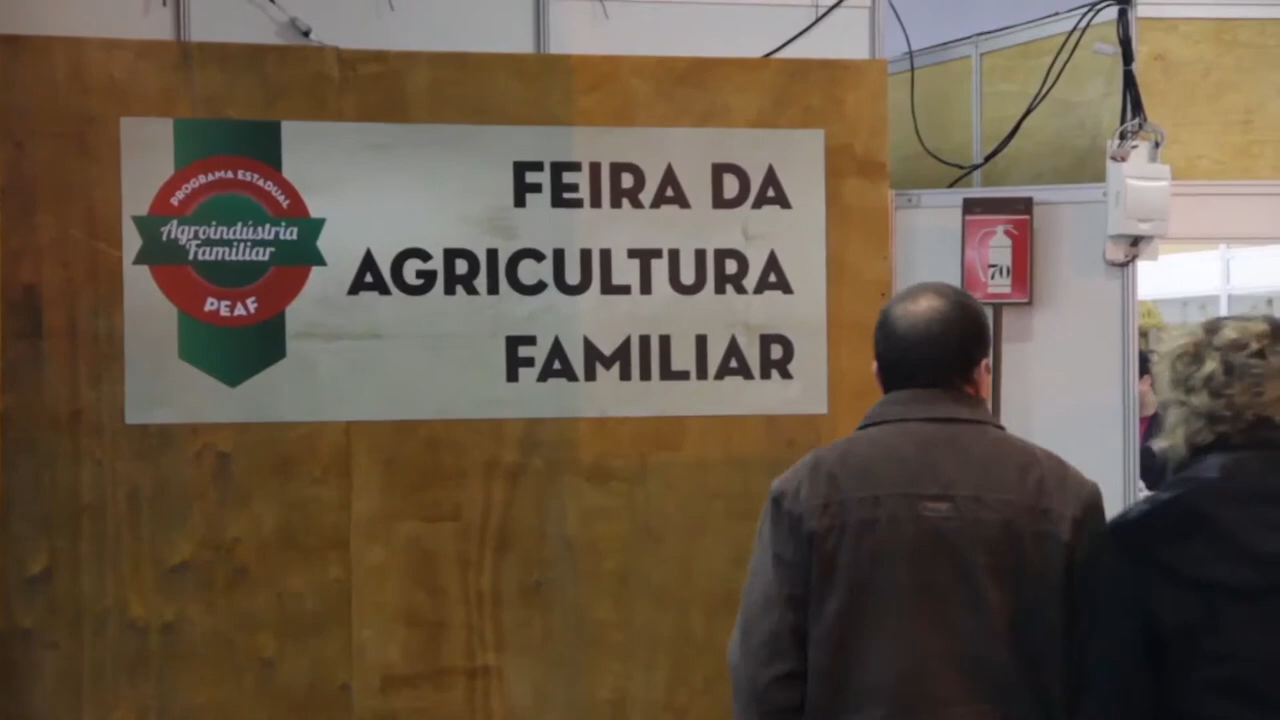 PROGRAMA ESTADUAL
Agroindústria
Familiar
PEAF
FEIRA DA
AGRICULTURA
FAMILIAR
70